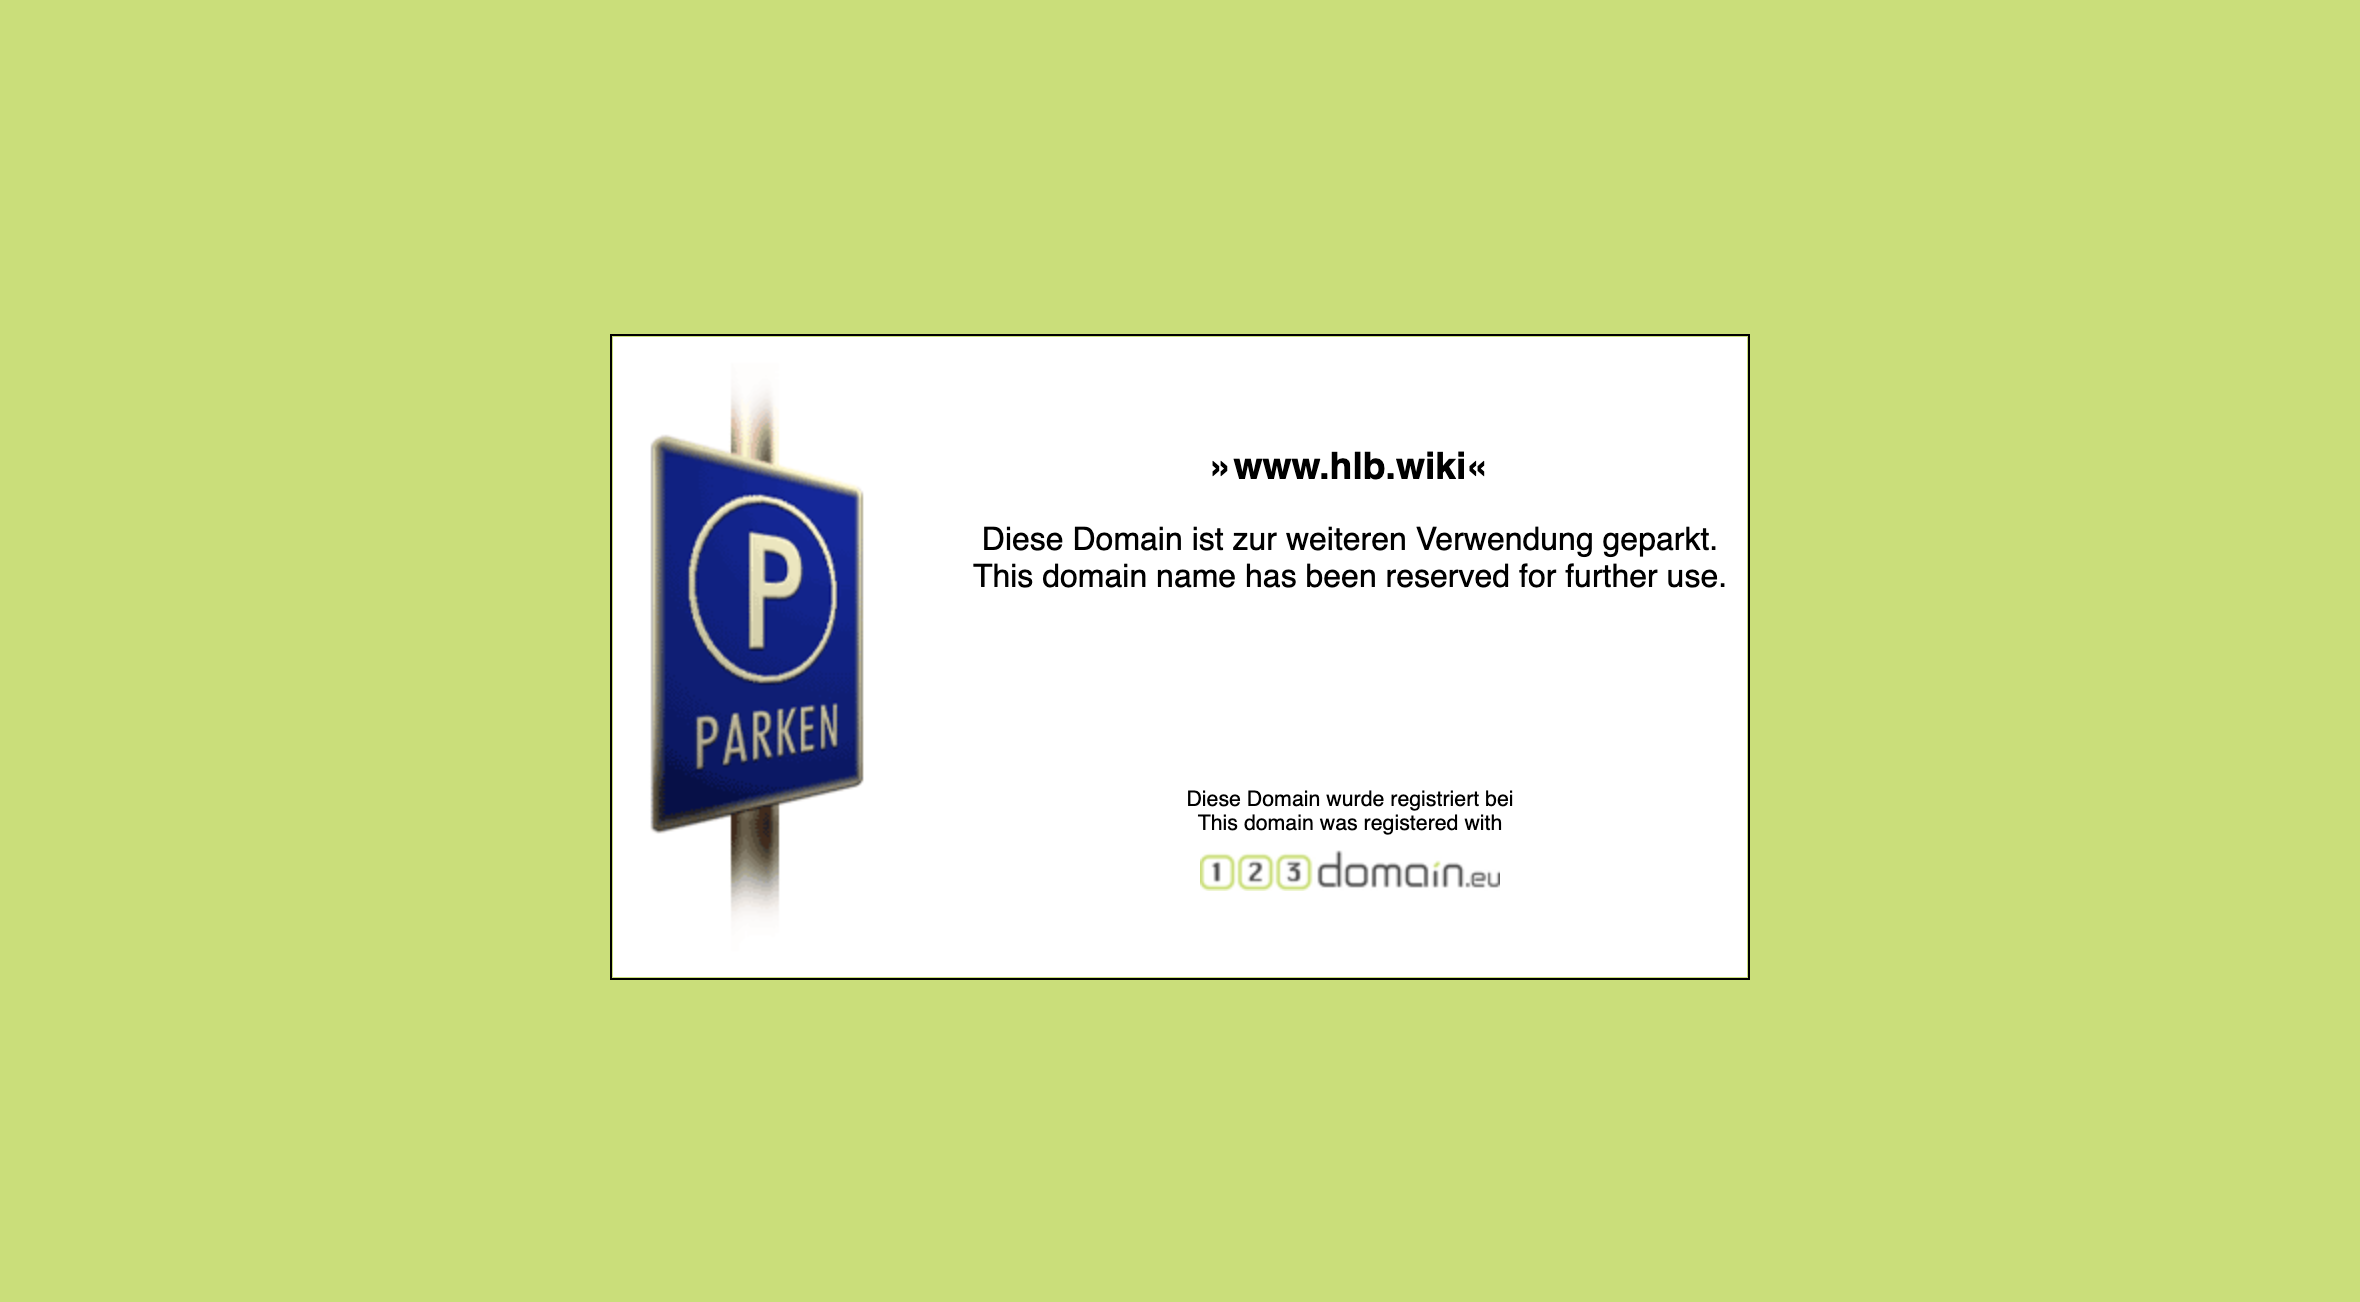 P
PARKEN
»www.hlb.wiki«
Diese Domain ist zur weiteren Verwendung geparkt.
This domain name has been reserved for further use.
Diese Domain wurde registriert bei
This domain was registered with
123domain.eu